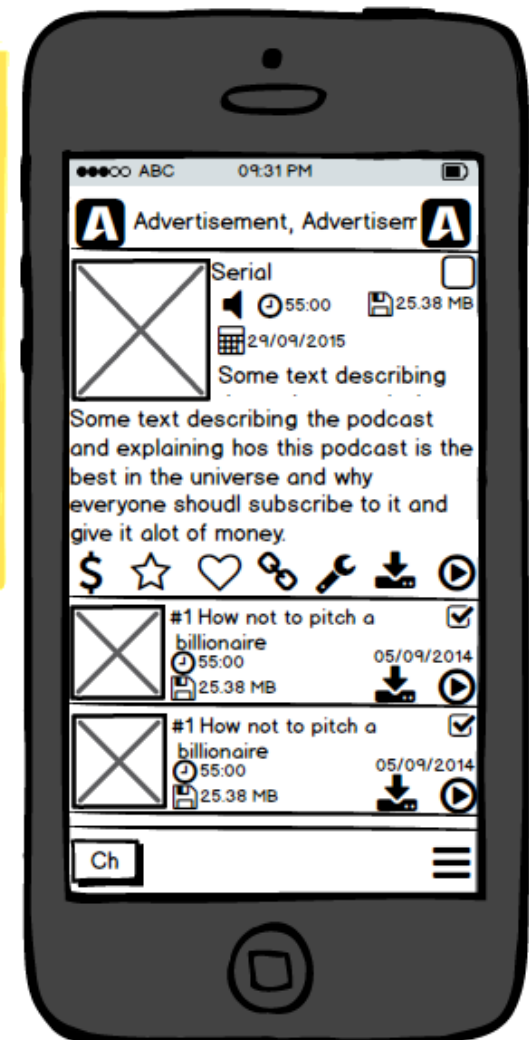 ABC 09:31 PM
A Advertisement, Advertisem A
Serial
55:00 25.38 MB
29/09/2015
Some text describing
Some text describing the podcast
and explaining hos this podcast is the
best in the universe and why
everyone shoudl subscribe to it and
give it alot of money.
$
#1 How not to pitch a
billionaire
55:00 05/09/2014
25.38 MB
#1 How not to pitch a
billionaire
55:00 05/09/2014
25.38 MB
Ch